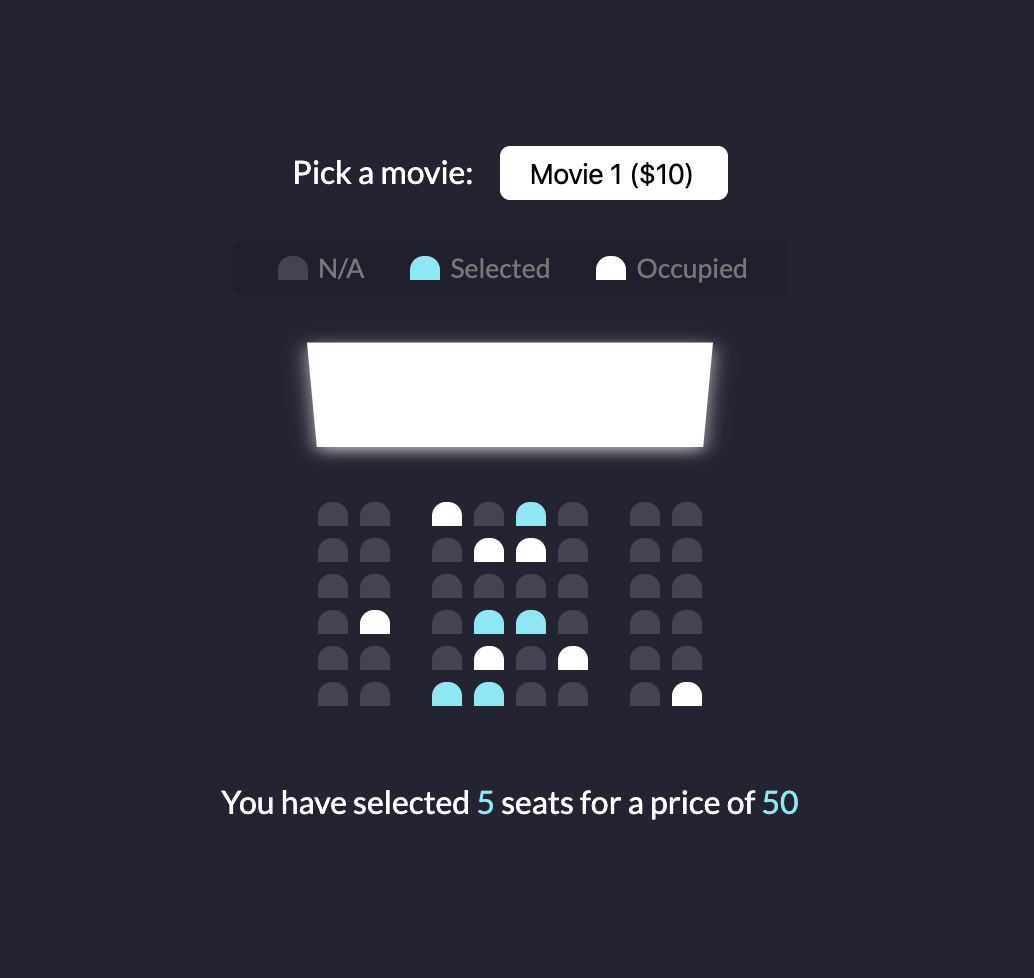 Pick a movie: Movie 1 ($10)
N/A Selected Occupied
You have selected 5 seats for a price of 50